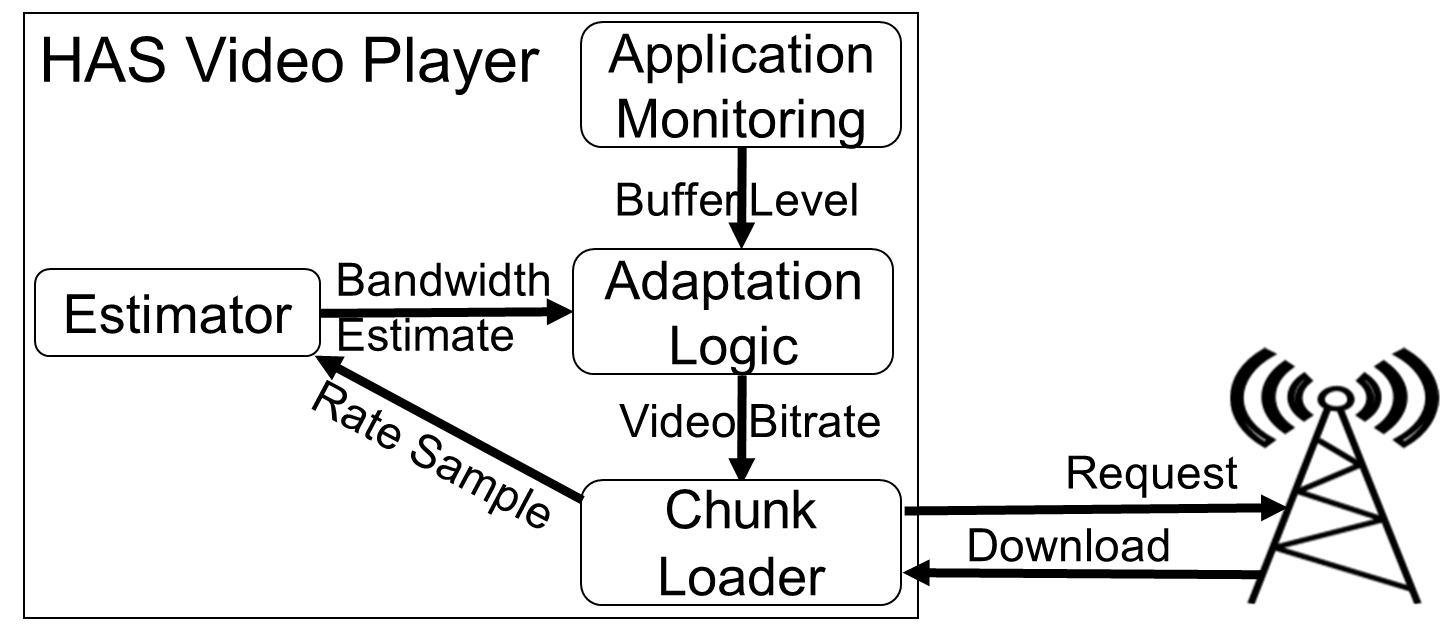 HAS Video Player
Application
Monitoring
Buffer Level
Bandwidth
Estimate
Estimator
Adaptation
Logic
Rate Sample
Video Bitrate
Chunk
Loader
Request
Download